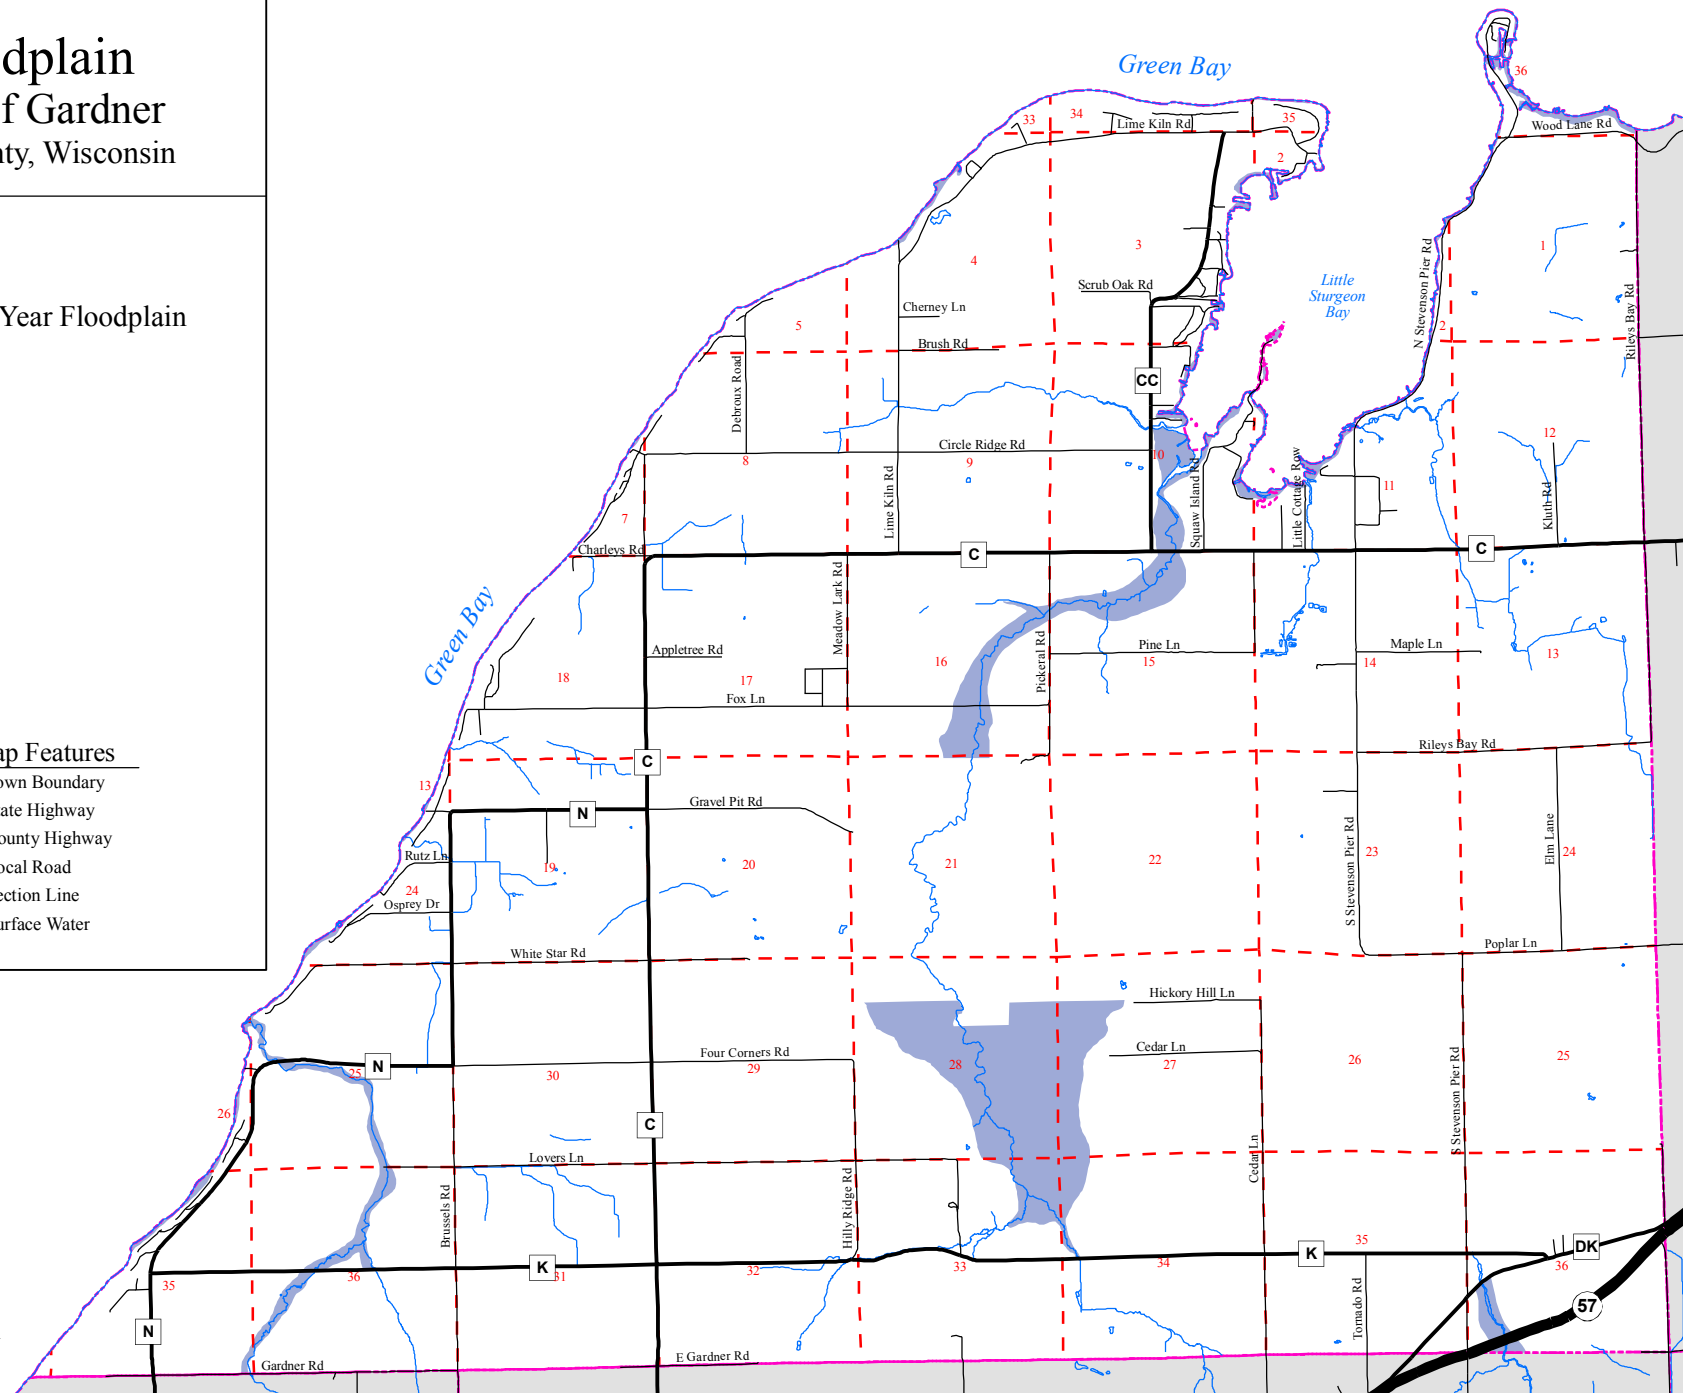 dplain
f Gardner
nty, Wisconsin
Year Floodplain
ap Features
own Boundary
tate Highway
ounty Highway
ocal Road
ection Line
urface Water
Green Bay
36
33
34
Lime Kiln Rd
35
Wood Lane Rd
2
4
3
1
Scrub Oak Rd
Little
Sturgeon
Bay
N Stevenson Pier Rd
Rileys Bay Rd
Cherney Ln
5
2
Brush Rd
Debroux Road
CC
Circle Ridge Rd
8
9
10
12
Lime Kiln Rd
Squaw Island Rd
Little Cottage Row
11
Kluth Rd
7
Charleys Rd
C
C
Green Bay
Meadow Lark Rd
Appletree Rd
Pickeral Rd
Pine Ln
Maple Ln
18
17
16
15
14
13
Fox Ln
Rileys Bay Rd
C
13
N
Gravel Pit Rd
Rutz Ln
19
20
21
22
S Stevenson Pier Rd
23
Elm Lane
24
24
Osprey Dr
White Star Rd
Poplar Ln
Hickory Hill Ln
Cedar Ln
Four Corners Rd
N
25
30
29
28
27
26
25
26
S Stevenson Pier Rd
C
Cedar Ln
Lovers Ln
Brussels Rd
Hilly Ridge Rd
35
DK
K
K
35
36
31
32
33
34
36
57
Tornado Rd
N
Gardner Rd
E Gardner Rd